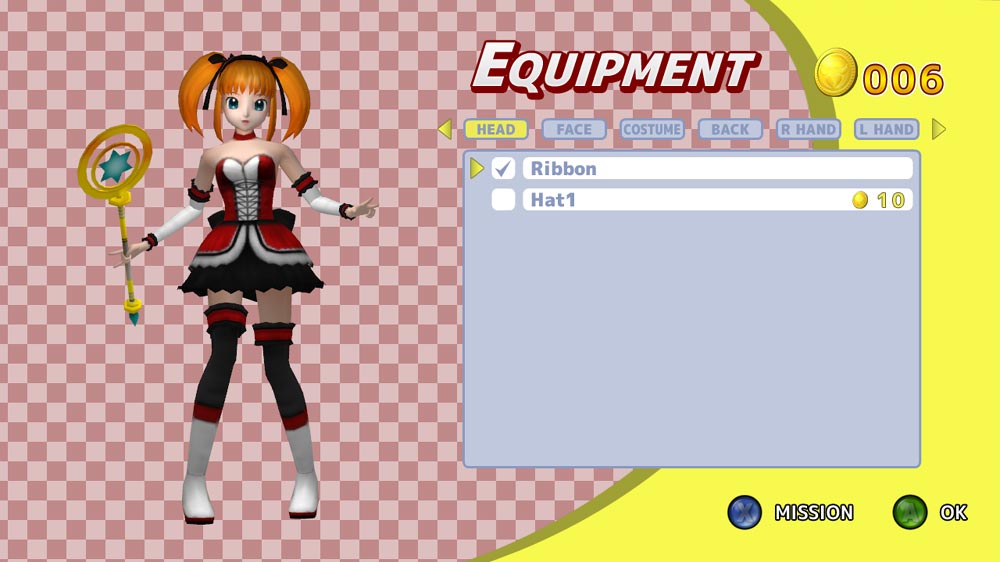 EQUIPMENT
006
HEAD FACE COSTUME BACK R HAND L HAND
Ribbon
Hat1 10
X MISSION A OK